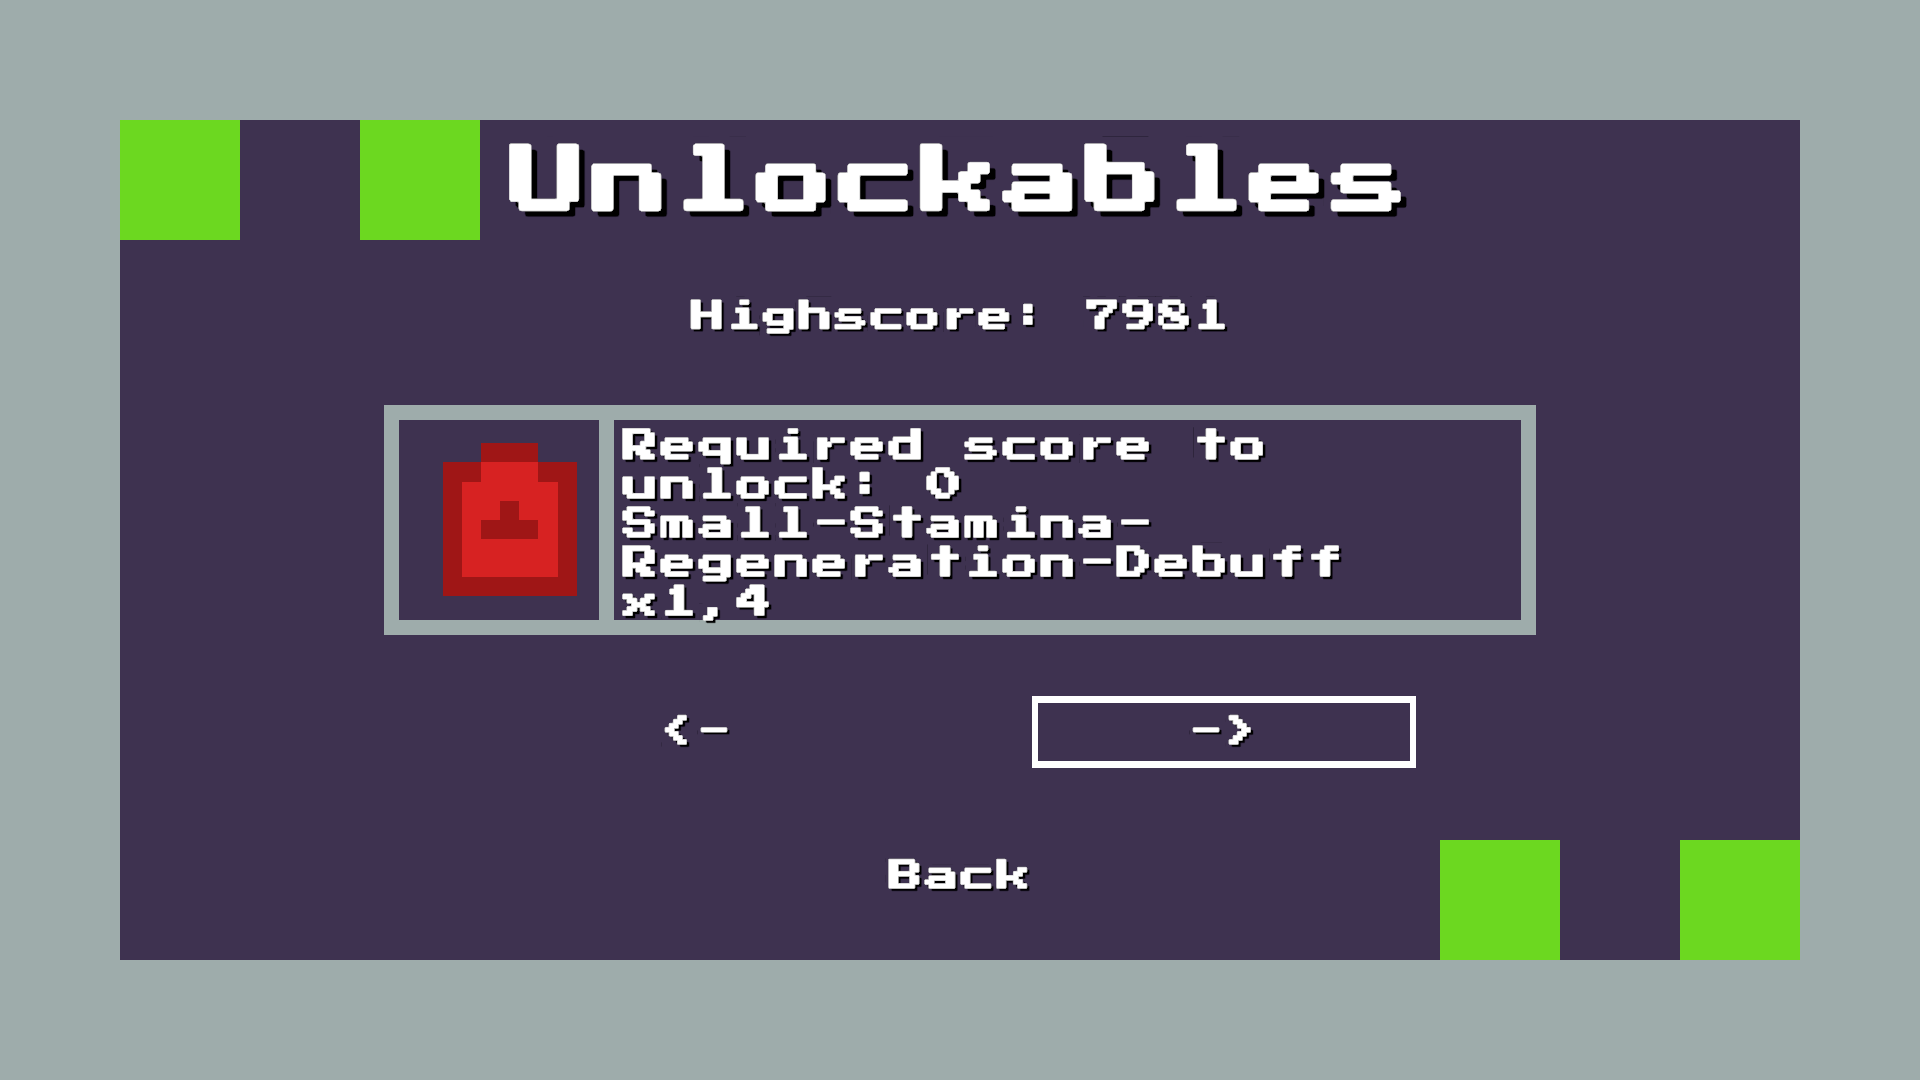 Unlockables
Highscore: 7981
Required score to
unlock: 0
Small-Stamina-
Regeneration-Debuff
x1,4
<-
->
Back